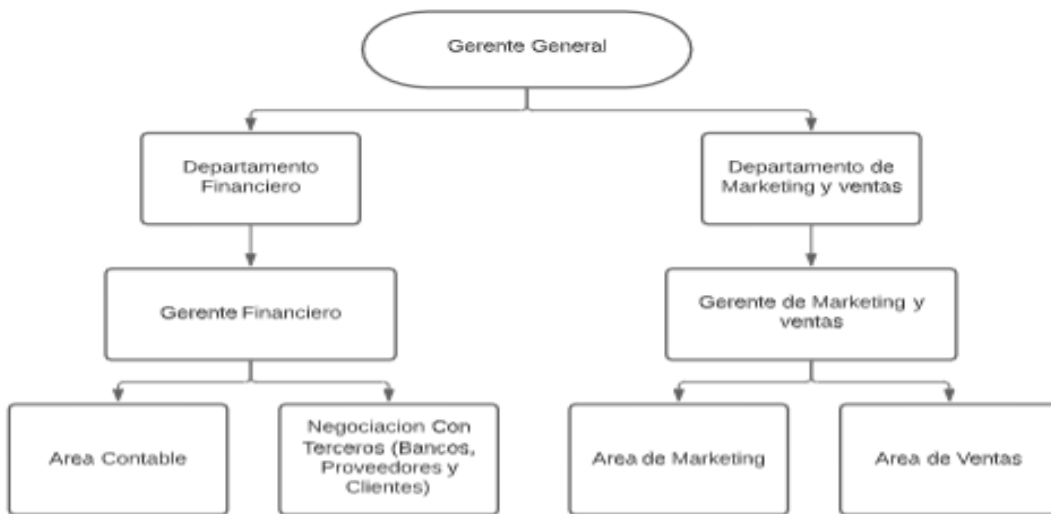 Gerente General
Departamento
Financiero
Departamento de
Marketing y ventas
Gerente Financiero
Gerente de Marketing y
ventas
Area Contable
Negociacion Con
Terceros (Bancos,
Proveedores y
Clientes)
Area de Marketing
Area de Ventas